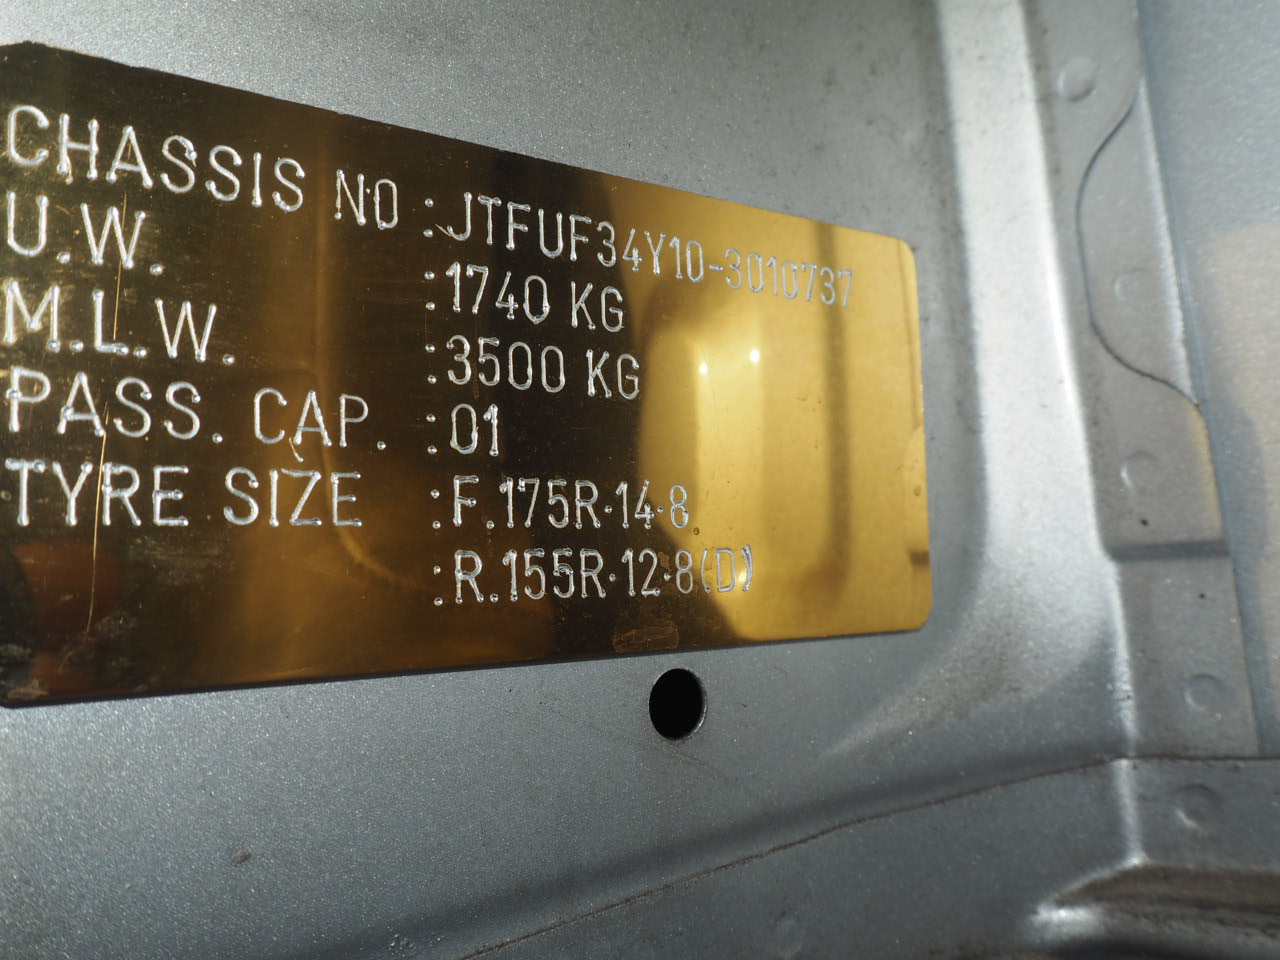 CHASSIS NO :JTFUF34Y10-3010737
U.W. :1740 KG
M.L.W. :3500 KG
PASS. CAP. :01
TYRE SIZE :F.175R·14·8
:R.155R·12·8(D)